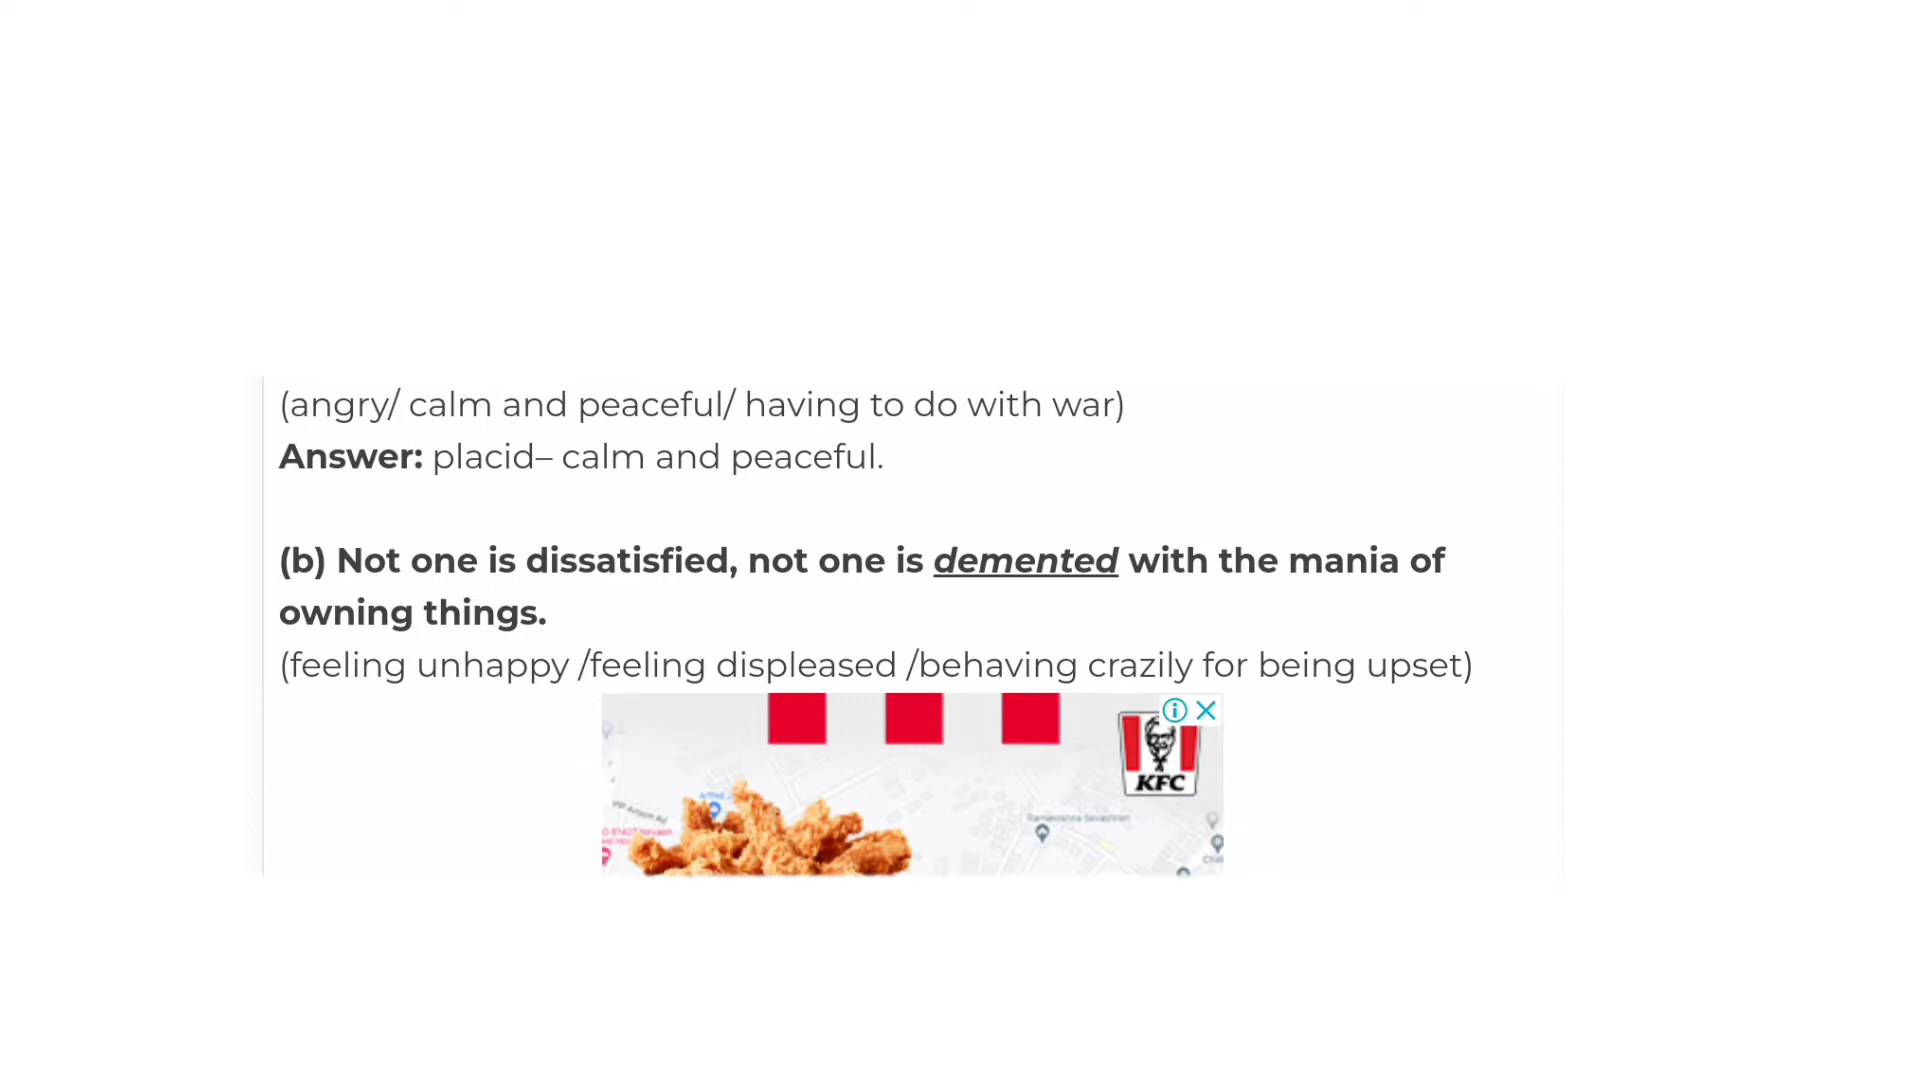 (angry/ calm and peaceful/ having to do with war)
Answer: placid– calm and peaceful.
(b) Not one is dissatisfied, not one is demented with the mania of
owning things.
(feeling unhappy /feeling displeased /behaving crazily for being upset)
KFC
Ramakrishna Sevashram